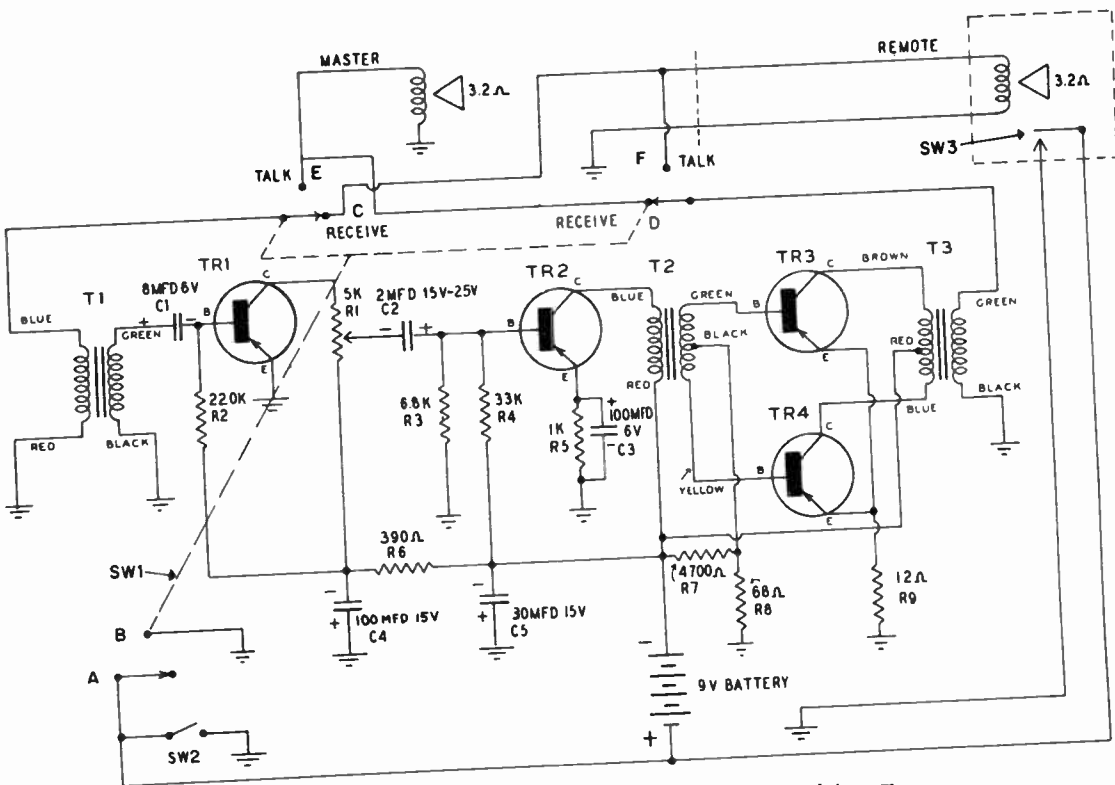 MASTER
3.2Ω
REMOTE
3.2Ω
SW3
TALK E
F TALK
C
RECEIVE
RECEIVE D
T1
8MFD 6V
C1
TR1
C
B
E
BLUE
GREEN
RED
BLACK
+ -
220K
R2
5K
R1
2MFD 15V-25V
C2
- +
6.8K
R3
33K
R4
TR2
C
B
E
1K
R5
+
100MFD
6V
- C3
T2
BLUE
RED
GREEN
BLACK
YELLOW
TR3
C
B
E
TR4
C
B
E
BROWN
T3
RED
BLUE
GREEN
BLACK
390Ω
R6
4700Ω
R7
68Ω
R8
12Ω
R9
SW1
-
+ 100MFD 15V
C4
-
+ 30MFD 15V
C5
B
A
SW2
-
9V BATTERY
+